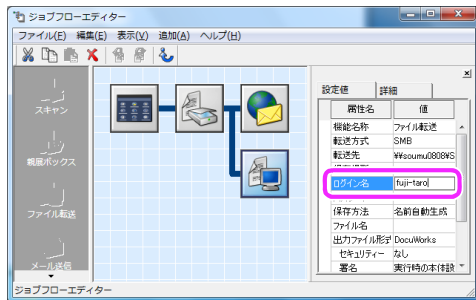 ジョブフローエディター
ファイル(F) 編集(E) 表示(V) 追加(A) ヘルプ(H)
スキャン
親展ボックス
ファイル転送
メール送信
設定値 詳細
属性名 値
機能名称 ファイル転送
転送方式 SMB
転送先 ¥¥soumu0808¥S
ログイン名 fuji-taro
保存方法 名前自動生成
ファイル名
出力ファイル形式 DocuWorks
セキュリティー なし
署名 実行時の本体設
ジョブフローエディター